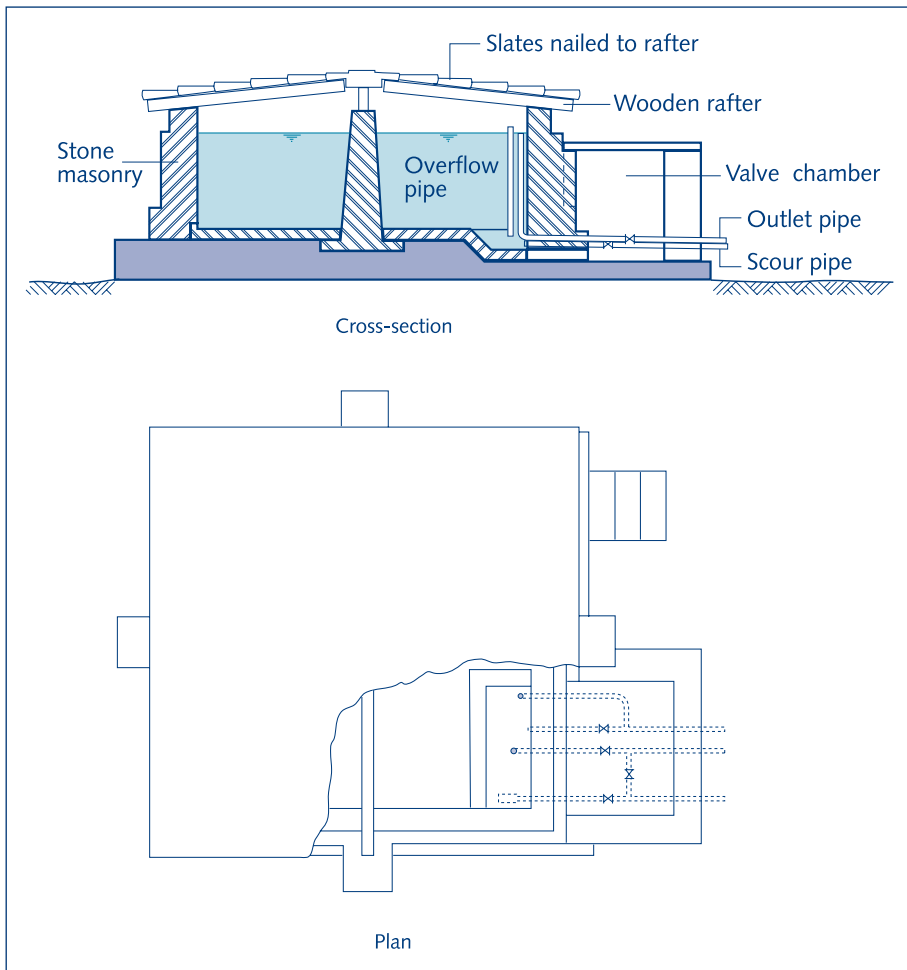 Slates nailed to rafter
Wooden rafter
Stone
masonry
Overflow
pipe
Valve chamber
Outlet pipe
Scour pipe
Cross-section
Plan